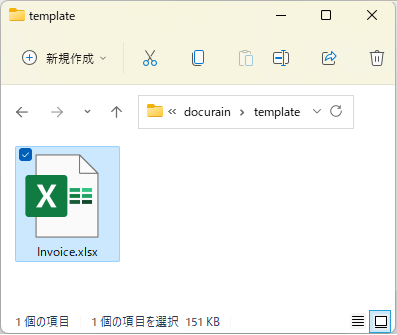 template
新規作成
docurain template
X
Invoice.xlsx
1 個の項目 1 個の項目を選択 151 KB